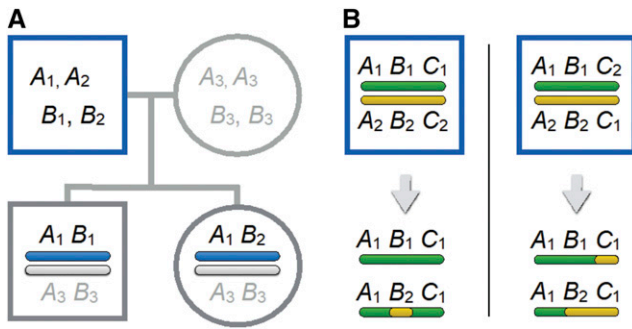 A
A1, A2
B1, B2
A3, A3
B3, B3
A1 B1
A3 B3
A1 B2
A3 B3
B
A1 B1 C1
A2 B2 C2
A1 B1 C1
A1 B2 C1
A1 B1 C2
A2 B2 C1
A1 B1 C1
A1 B2 C1